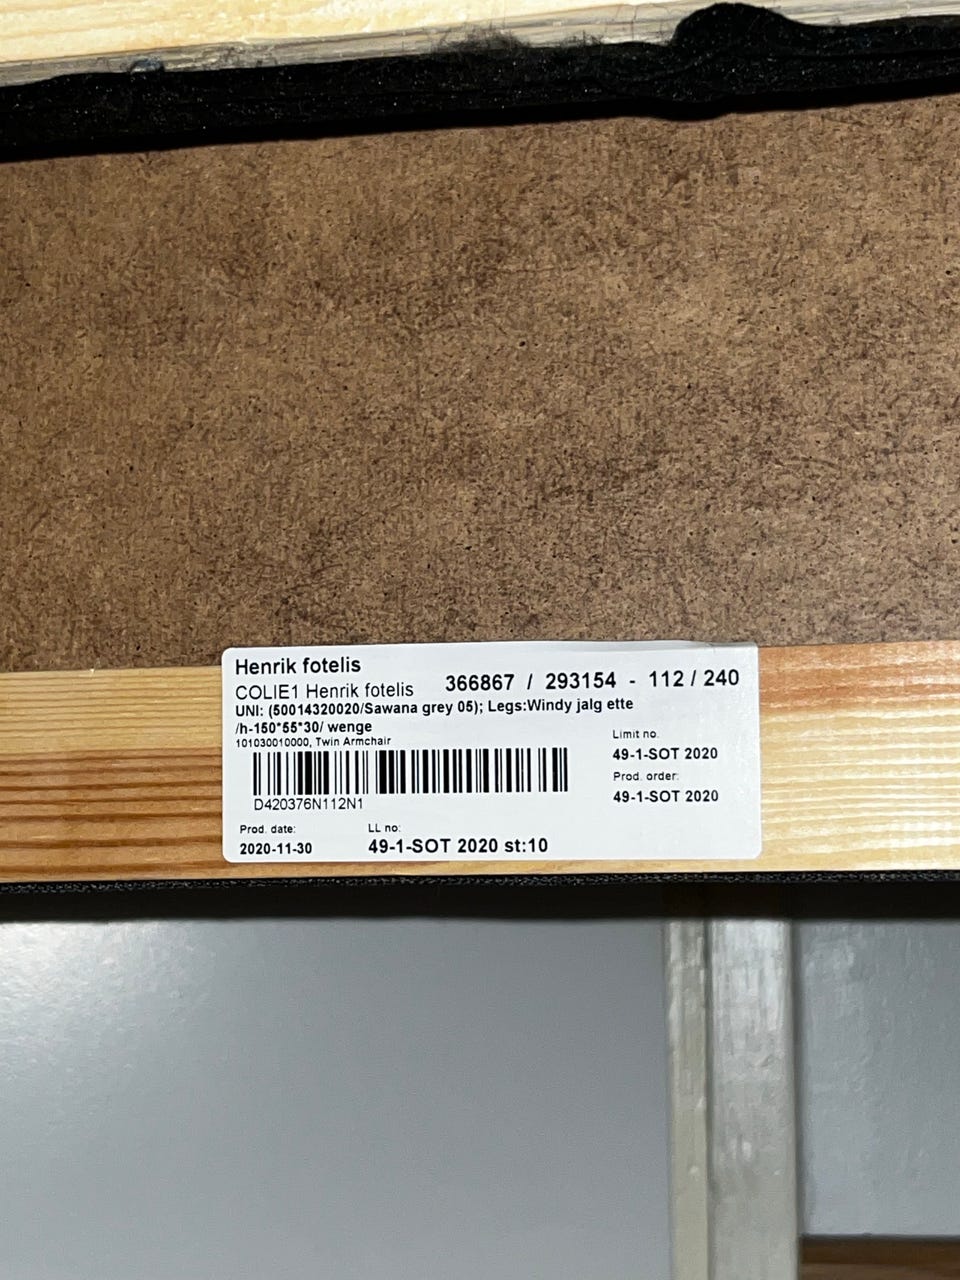 Henrik fotelis
COLIE1 Henrik fotelis 366867 / 293154 - 112 / 240
UNI: (50014320020/Sawana grey 05); Legs:Windy jalg ette
/h-150*55*30/ wenge
101030010000, Twin Armchair
D420376N112N1
Limit no.
49-1-SOT 2020
Prod. order:
49-1-SOT 2020
Prod. date:
2020-11-30
LL no:
49-1-SOT 2020 st:10